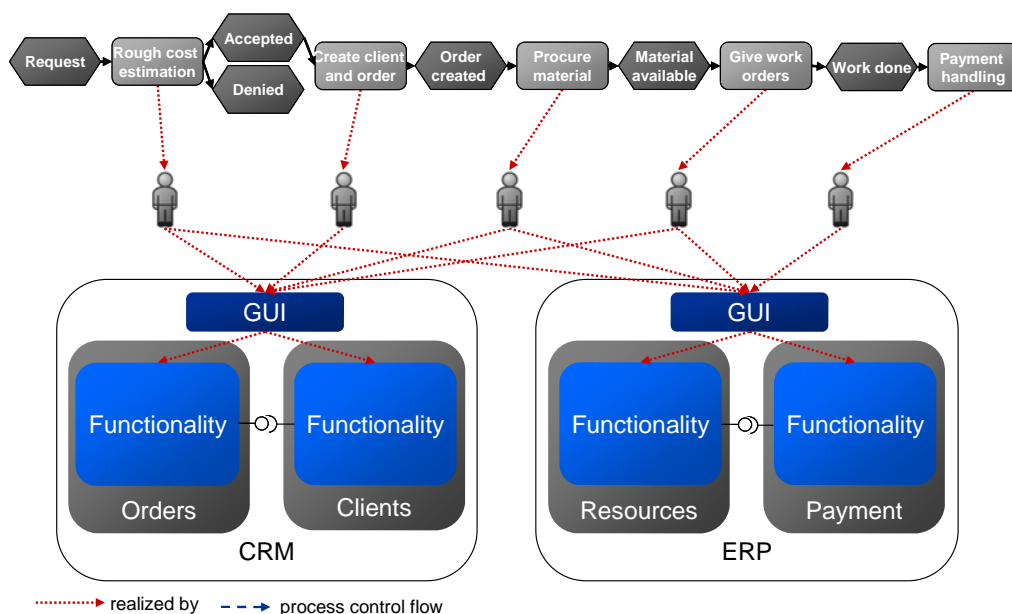 Request
Rough cost
estimation
Accepted
Denied
Create client
and order
Order
created
Procure
material
Material
available
Give work
orders
Work done
Payment
handling
GUI
GUI
Functionality
Functionality
Functionality
Functionality
Orders
Clients
Resources
Payment
CRM
ERP
realized by
process control flow